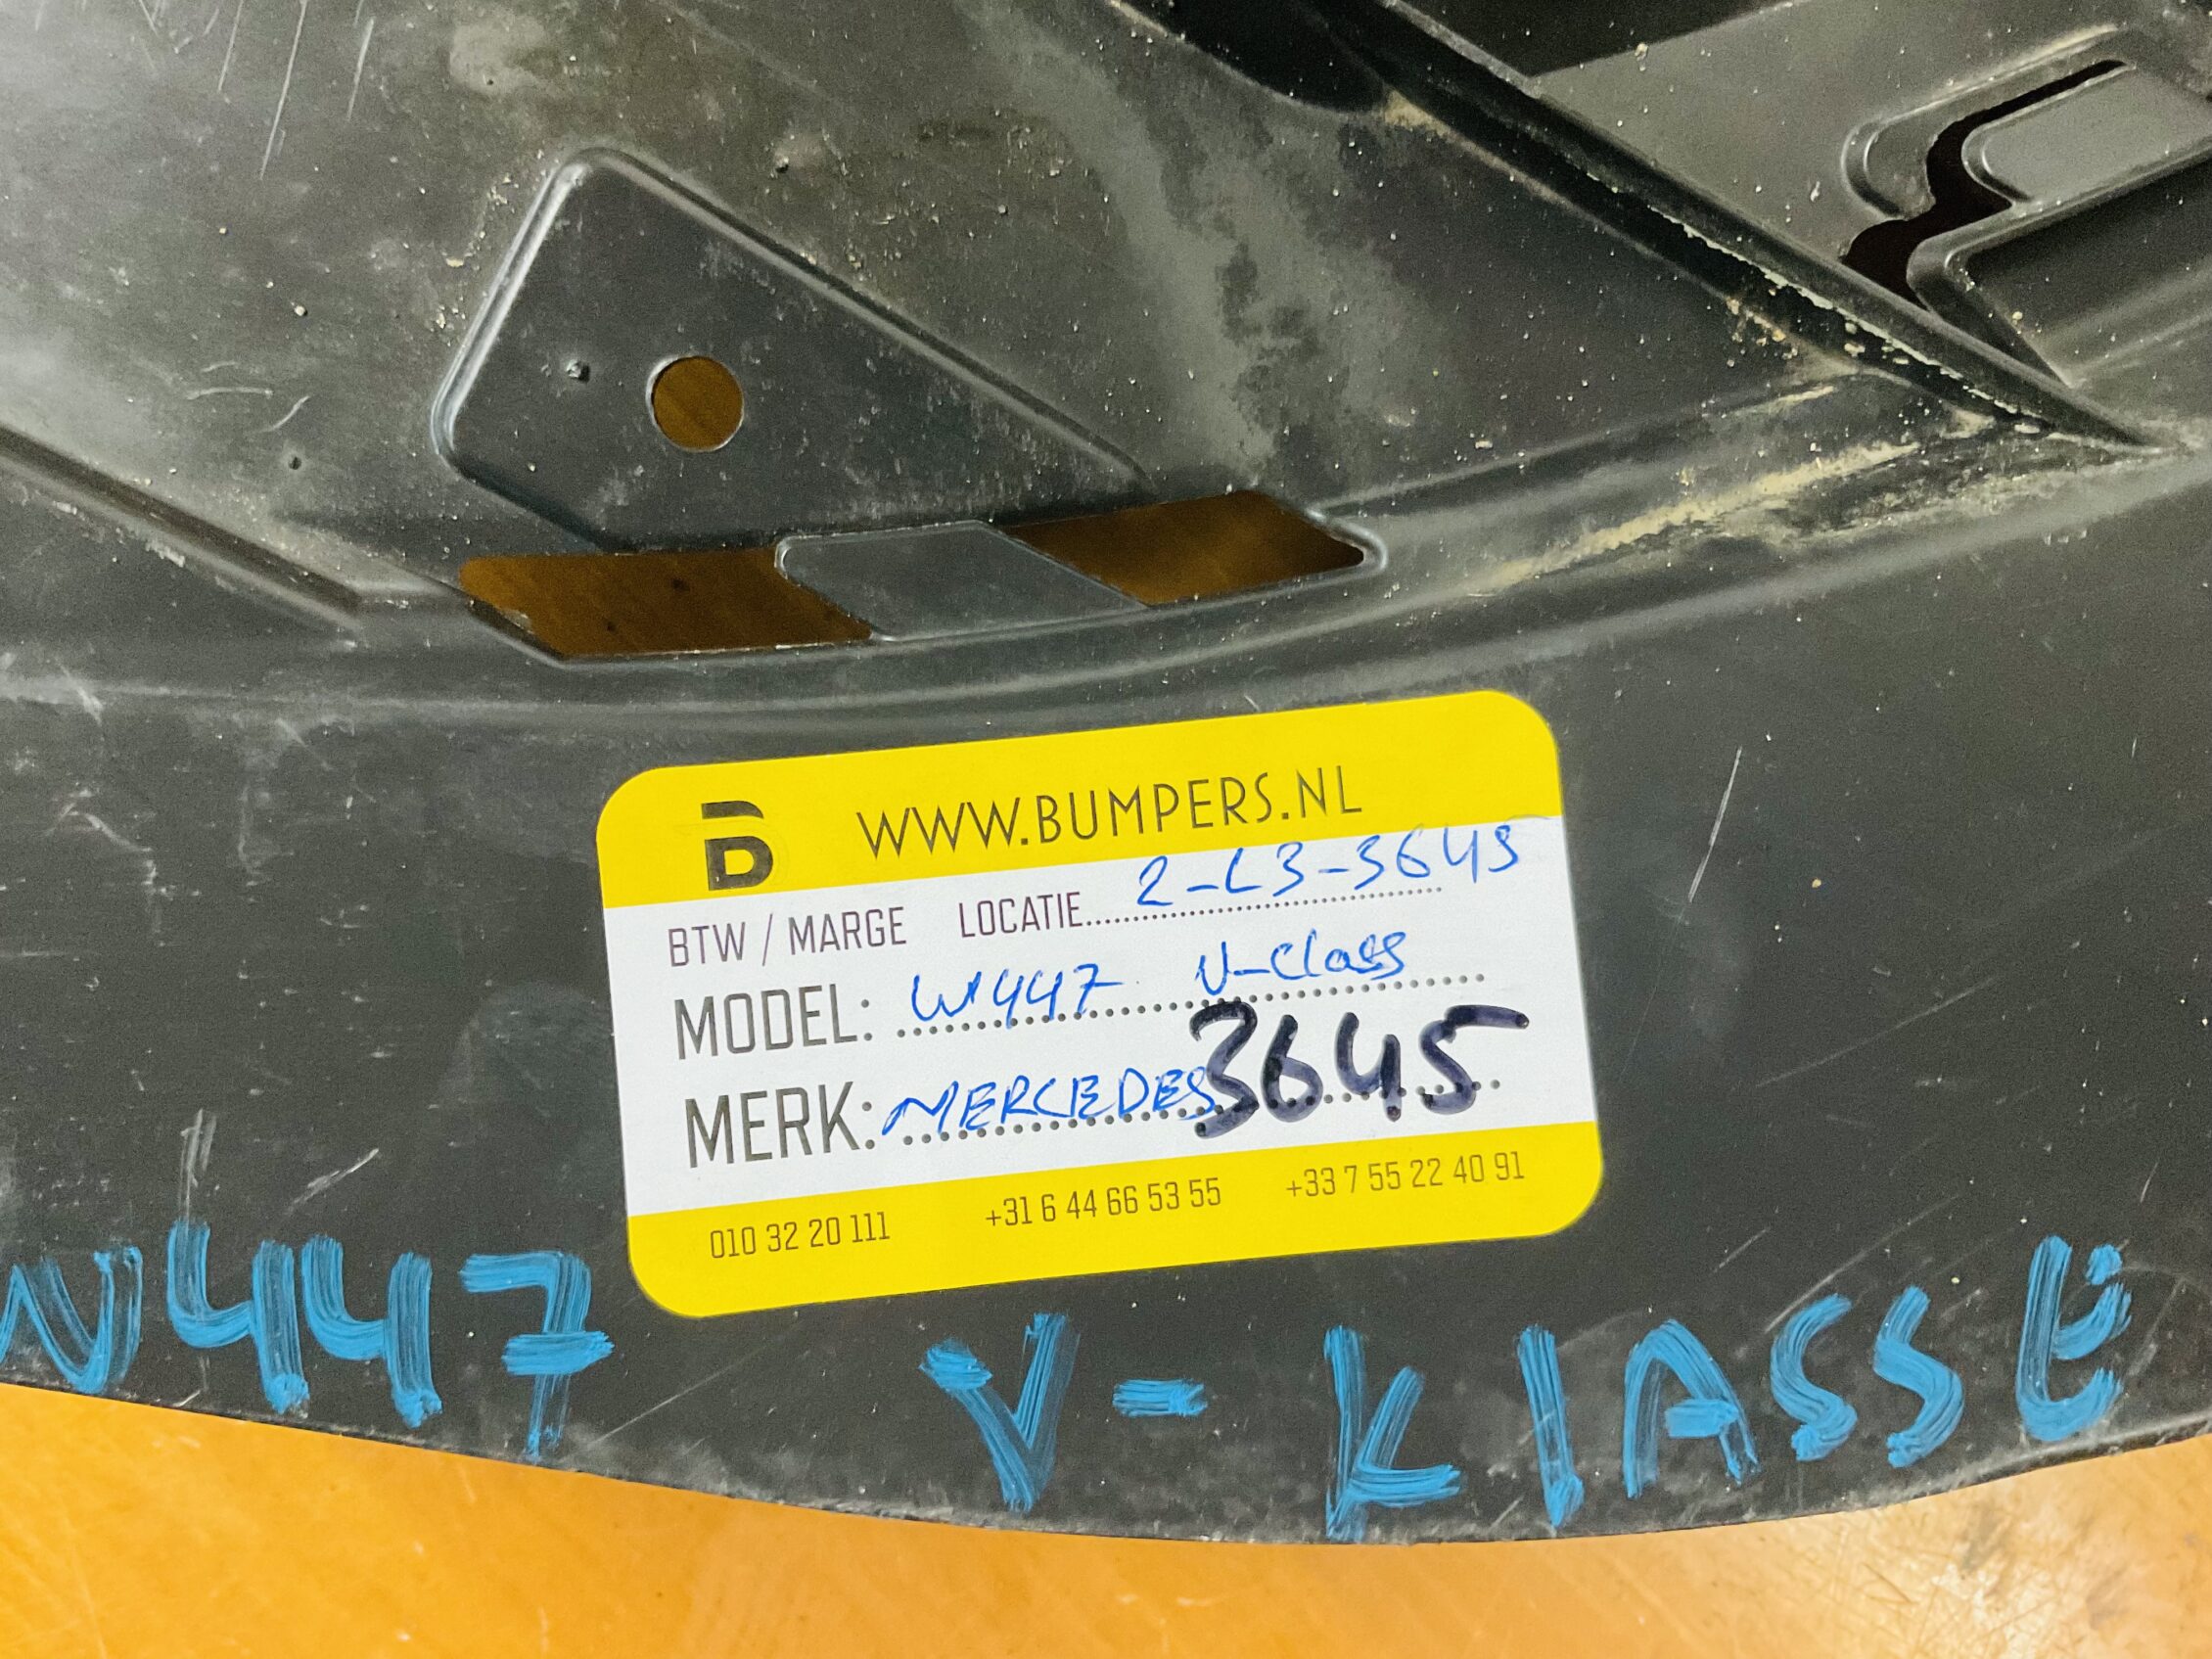 B WWW.BUMPERS.NL
BTW / MARGE LOCATIE 2-L3-3645
MODEL: W447 V-Class
MERK: MERCEDES 3645
010 32 20 111 +31 6 44 66 53 55 +33 7 55 22 40 91
W447 V-KlASSE